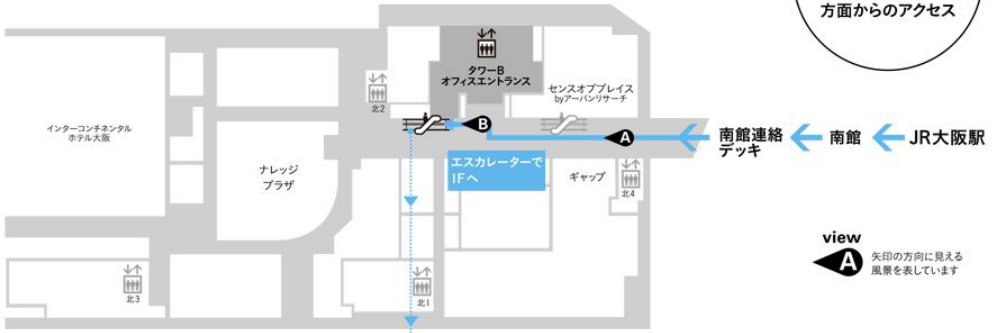 方面からのアクセス
タワーB
オフィスエントランス
センスオブプレイス
byアーバンリサーチ
北2
インターコンチネンタル
ホテル大阪
B
A
南館連絡
デッキ
南館
JR大阪駅
エスカレーターで
1Fへ
ナレッジ
プラザ
ギャップ
北4
view
A
矢印の方向に見える
風景を表しています
北3
北1